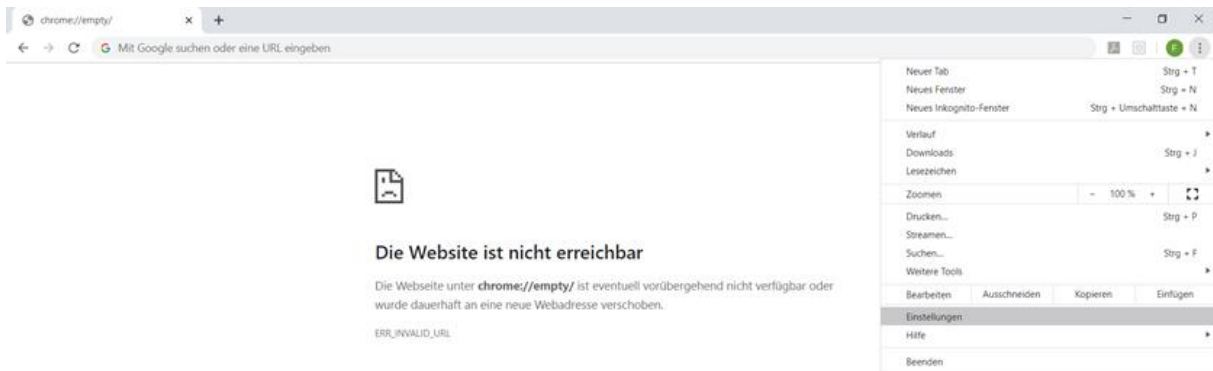 chrome://empty/
Mit Google suchen oder eine URL eingeben
F
Neuer Tab Strg + T
Neues Fenster Strg + N
Neues Inkognito-Fenster Strg + Umschalttaste + N
Verlauf
Downloads Strg + J
Lesezeichen
Zoomen - 100 % +
Drucken... Strg + P
Streamen...
Suchen... Strg + F
Weitere Tools
Bearbeiten Ausschneiden Kopieren Einfügen
Einstellungen
Hilfe
Beenden
Die Website ist nicht erreichbar
Die Webseite unter chrome://empty/ ist eventuell vorübergehend nicht verfügbar oder
wurde dauerhaft an eine neue Webadresse verschoben.
ERR_INVALID_URL